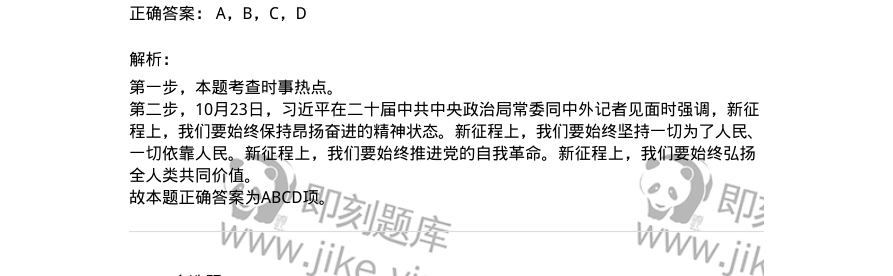 正确答案： A，B，C，D
解析：
第一步，本题考查时事热点。
第二步，10月23日，习近平在二十届中共中央政治局常委同中外记者见面时强调，新征
程上，我们要始终保持昂扬奋进的精神状态。新征程上，我们要始终坚持一切为了人民、
一切依靠人民。新征程上，我们要始终推进党的自我革命。新征程上，我们要始终弘扬
全人类共同价值。
故本题正确答案为ABCD项。
即刻题库
www.jike.vi
即刻
www.jik